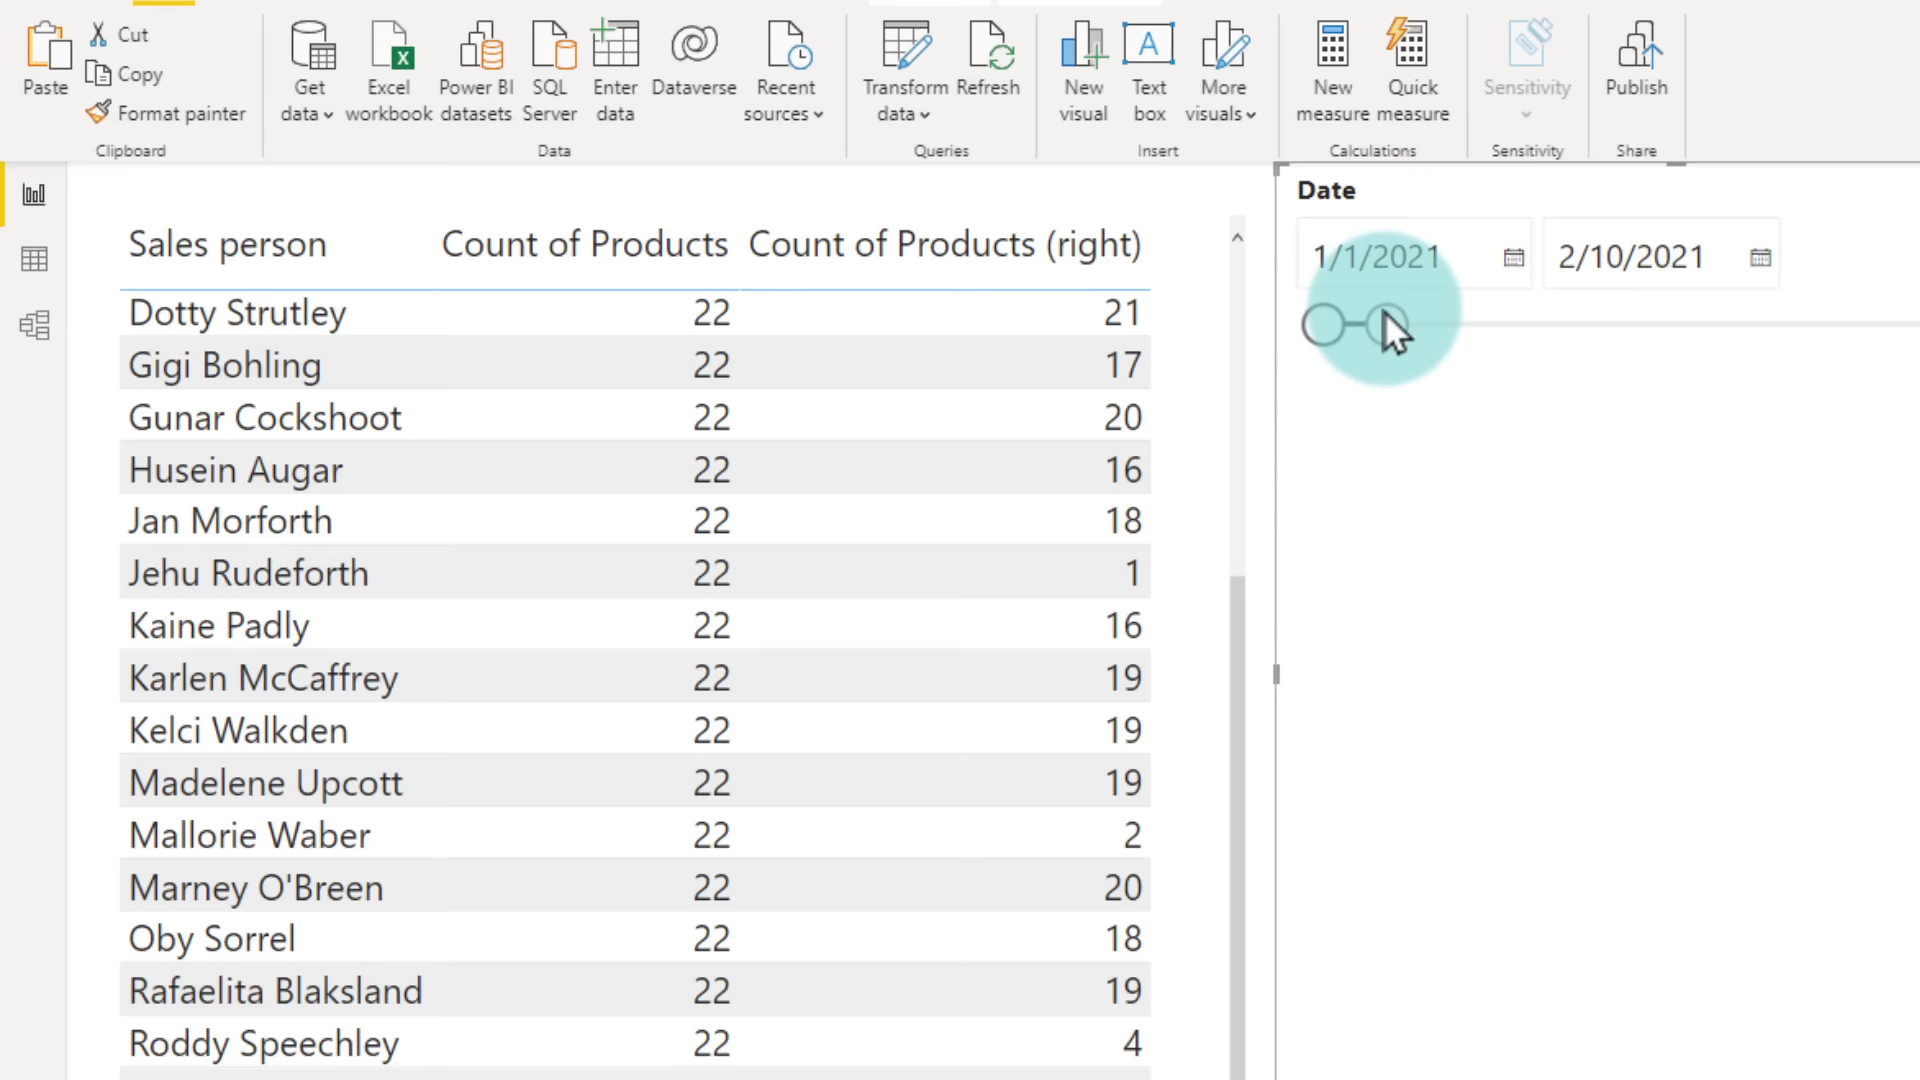 Cut
Copy
Format painter
Paste
Clipboard
Get data
Excel workbook
Power BI datasets
SQL Server
Enter data
Dataverse
Recent sources
Data
Transform data
Refresh
Queries
New visual
Text box
More visuals
Insert
New measure
Quick measure
Calculations
Sensitivity
Sensitivity
Publish
Share
Sales person Count of Products Count of Products (right)
Dotty Strutley 22 21
Gigi Bohling 22 17
Gunar Cockshoot 22 20
Husein Augar 22 16
Jan Morforth 22 18
Jehu Rudeforth 22 1
Kaine Padly 22 16
Karlen McCaffrey 22 19
Kelci Walkden 22 19
Madelene Upcott 22 19
Mallorie Waber 22 2
Marney O'Breen 22 20
Oby Sorrel 22 18
Rafaelita Blaksland 22 19
Roddy Speechley 22 4
Date
1/1/2021 2/10/2021